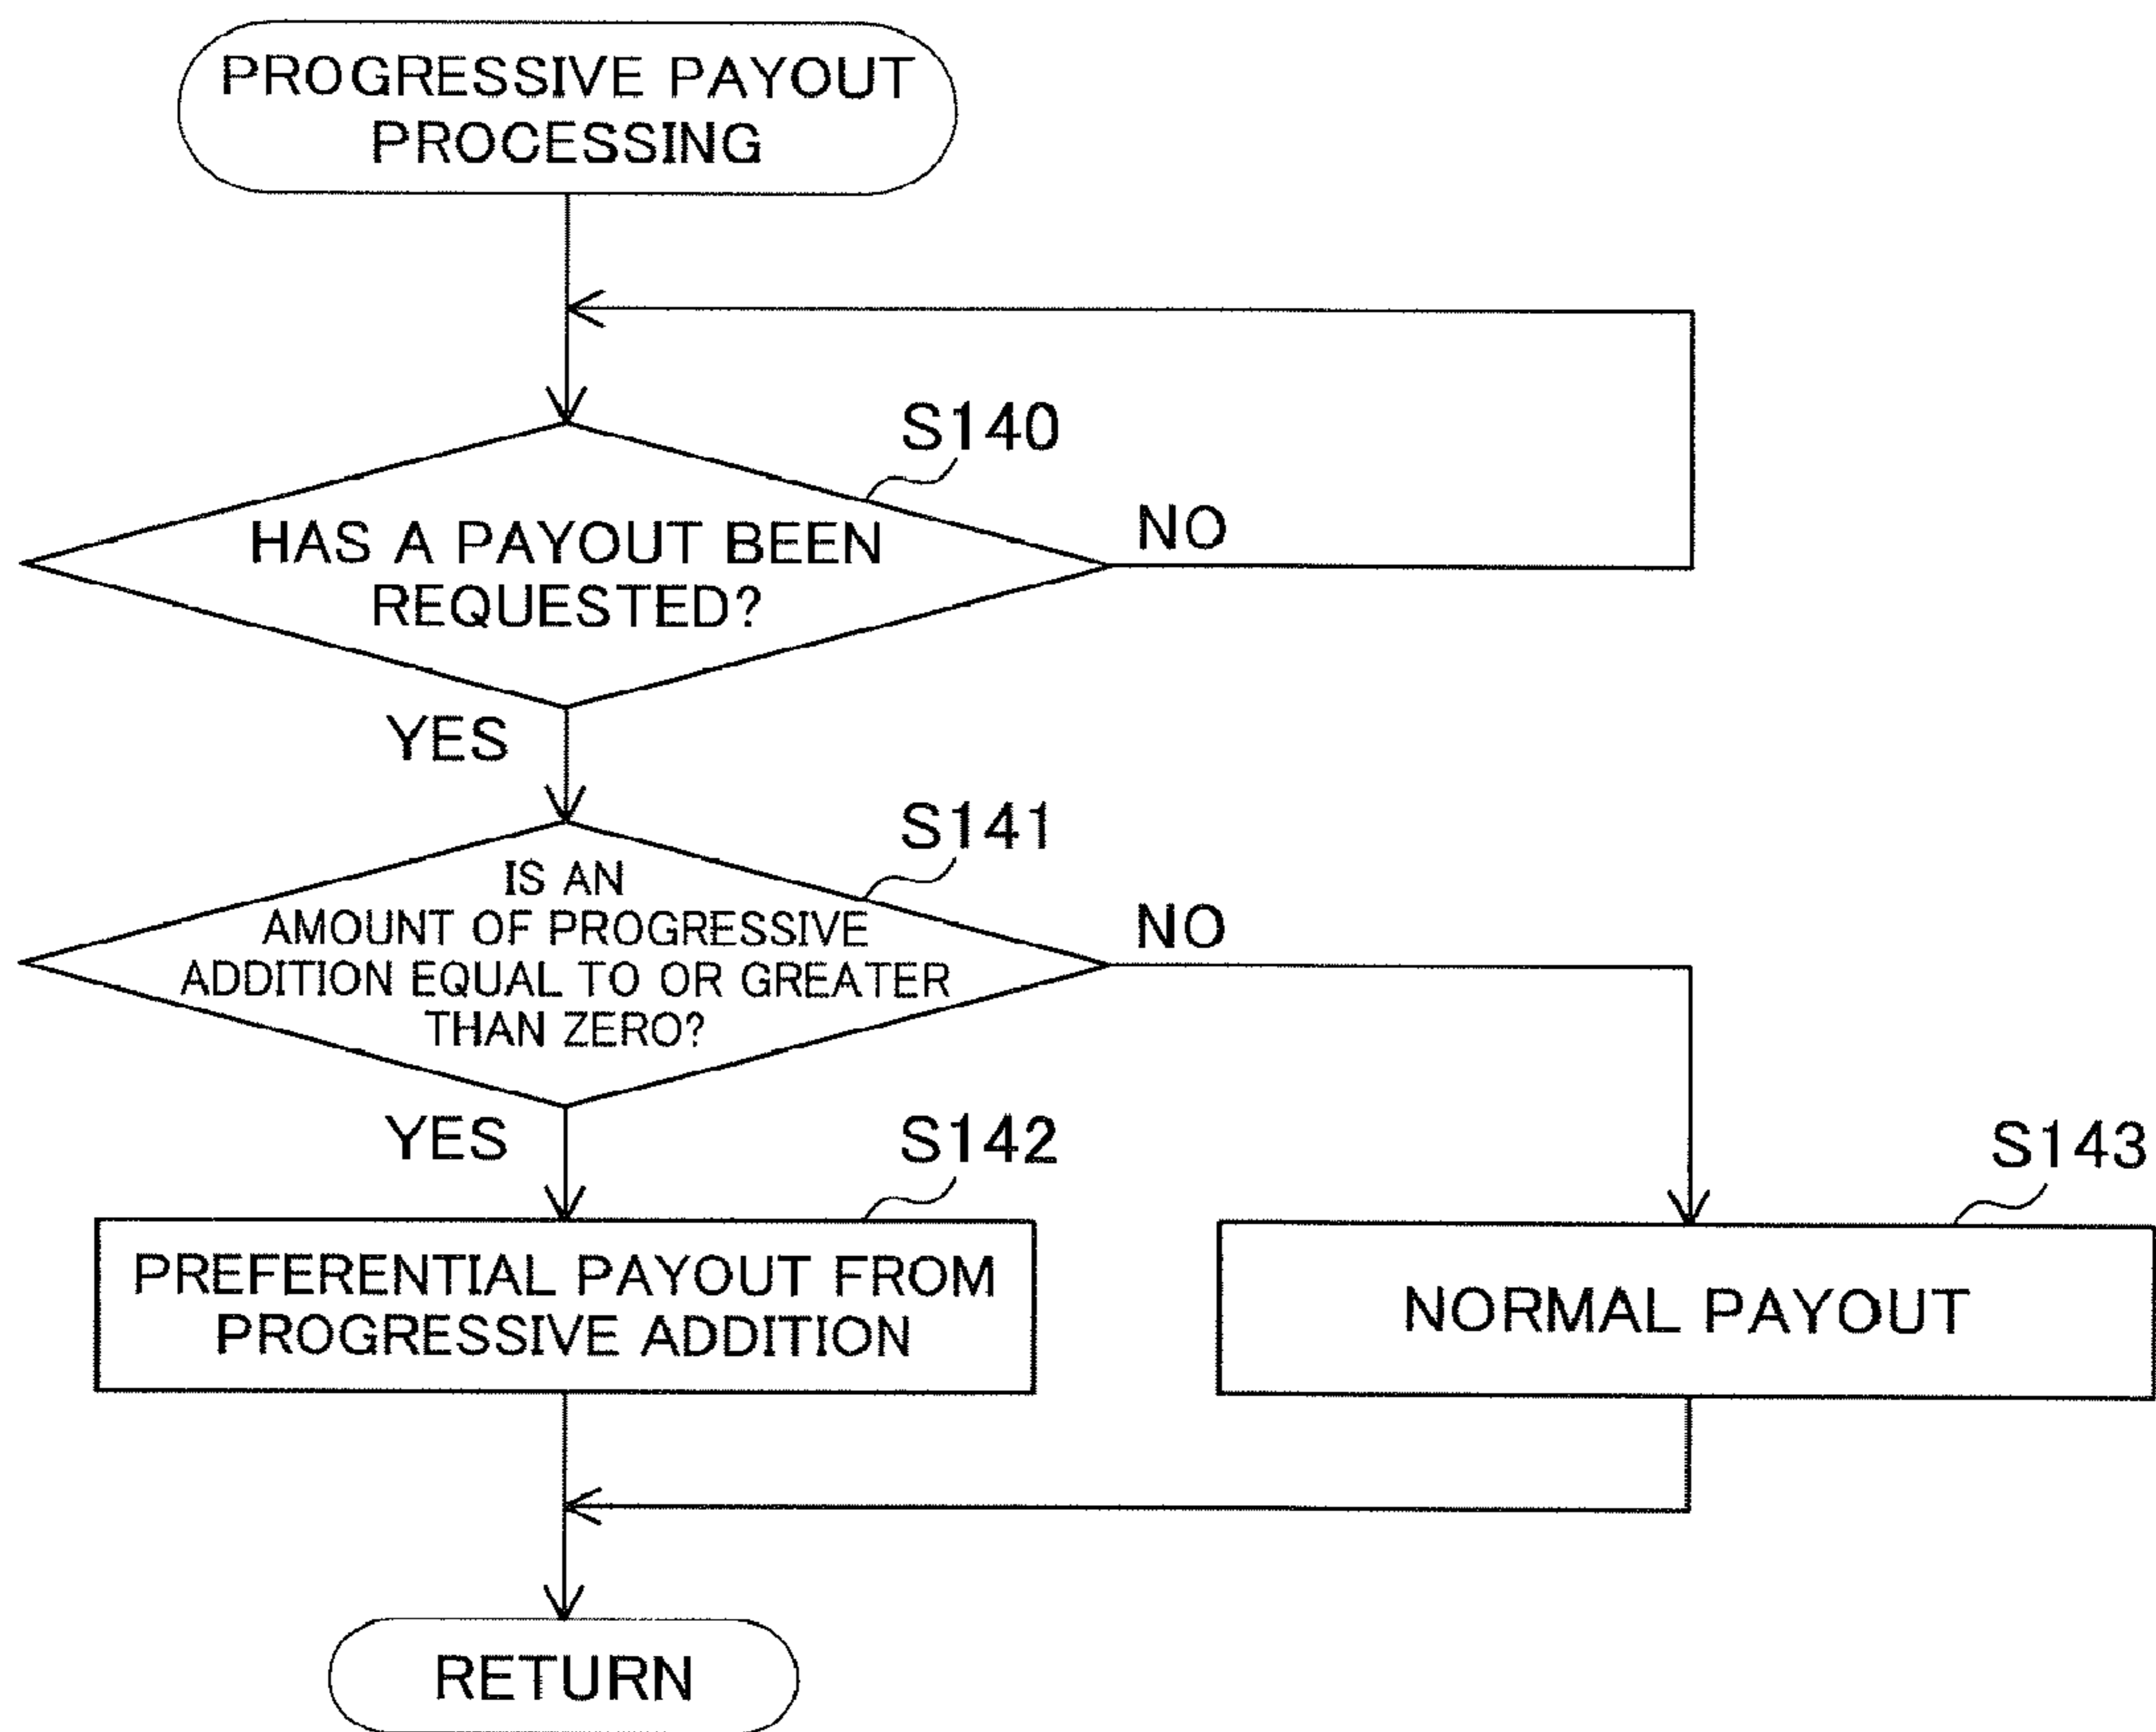 PROGRESSIVE PAYOUT
PROCESSING
S140
HAS A PAYOUT BEEN
REQUESTED?
NO
YES
S141
IS AN
AMOUNT OF PROGRESSIVE
ADDITION EQUAL TO OR GREATER
THAN ZERO?
NO
YES
S142
PREFERENTIAL PAYOUT FROM
PROGRESSIVE ADDITION
S143
NORMAL PAYOUT
RETURN